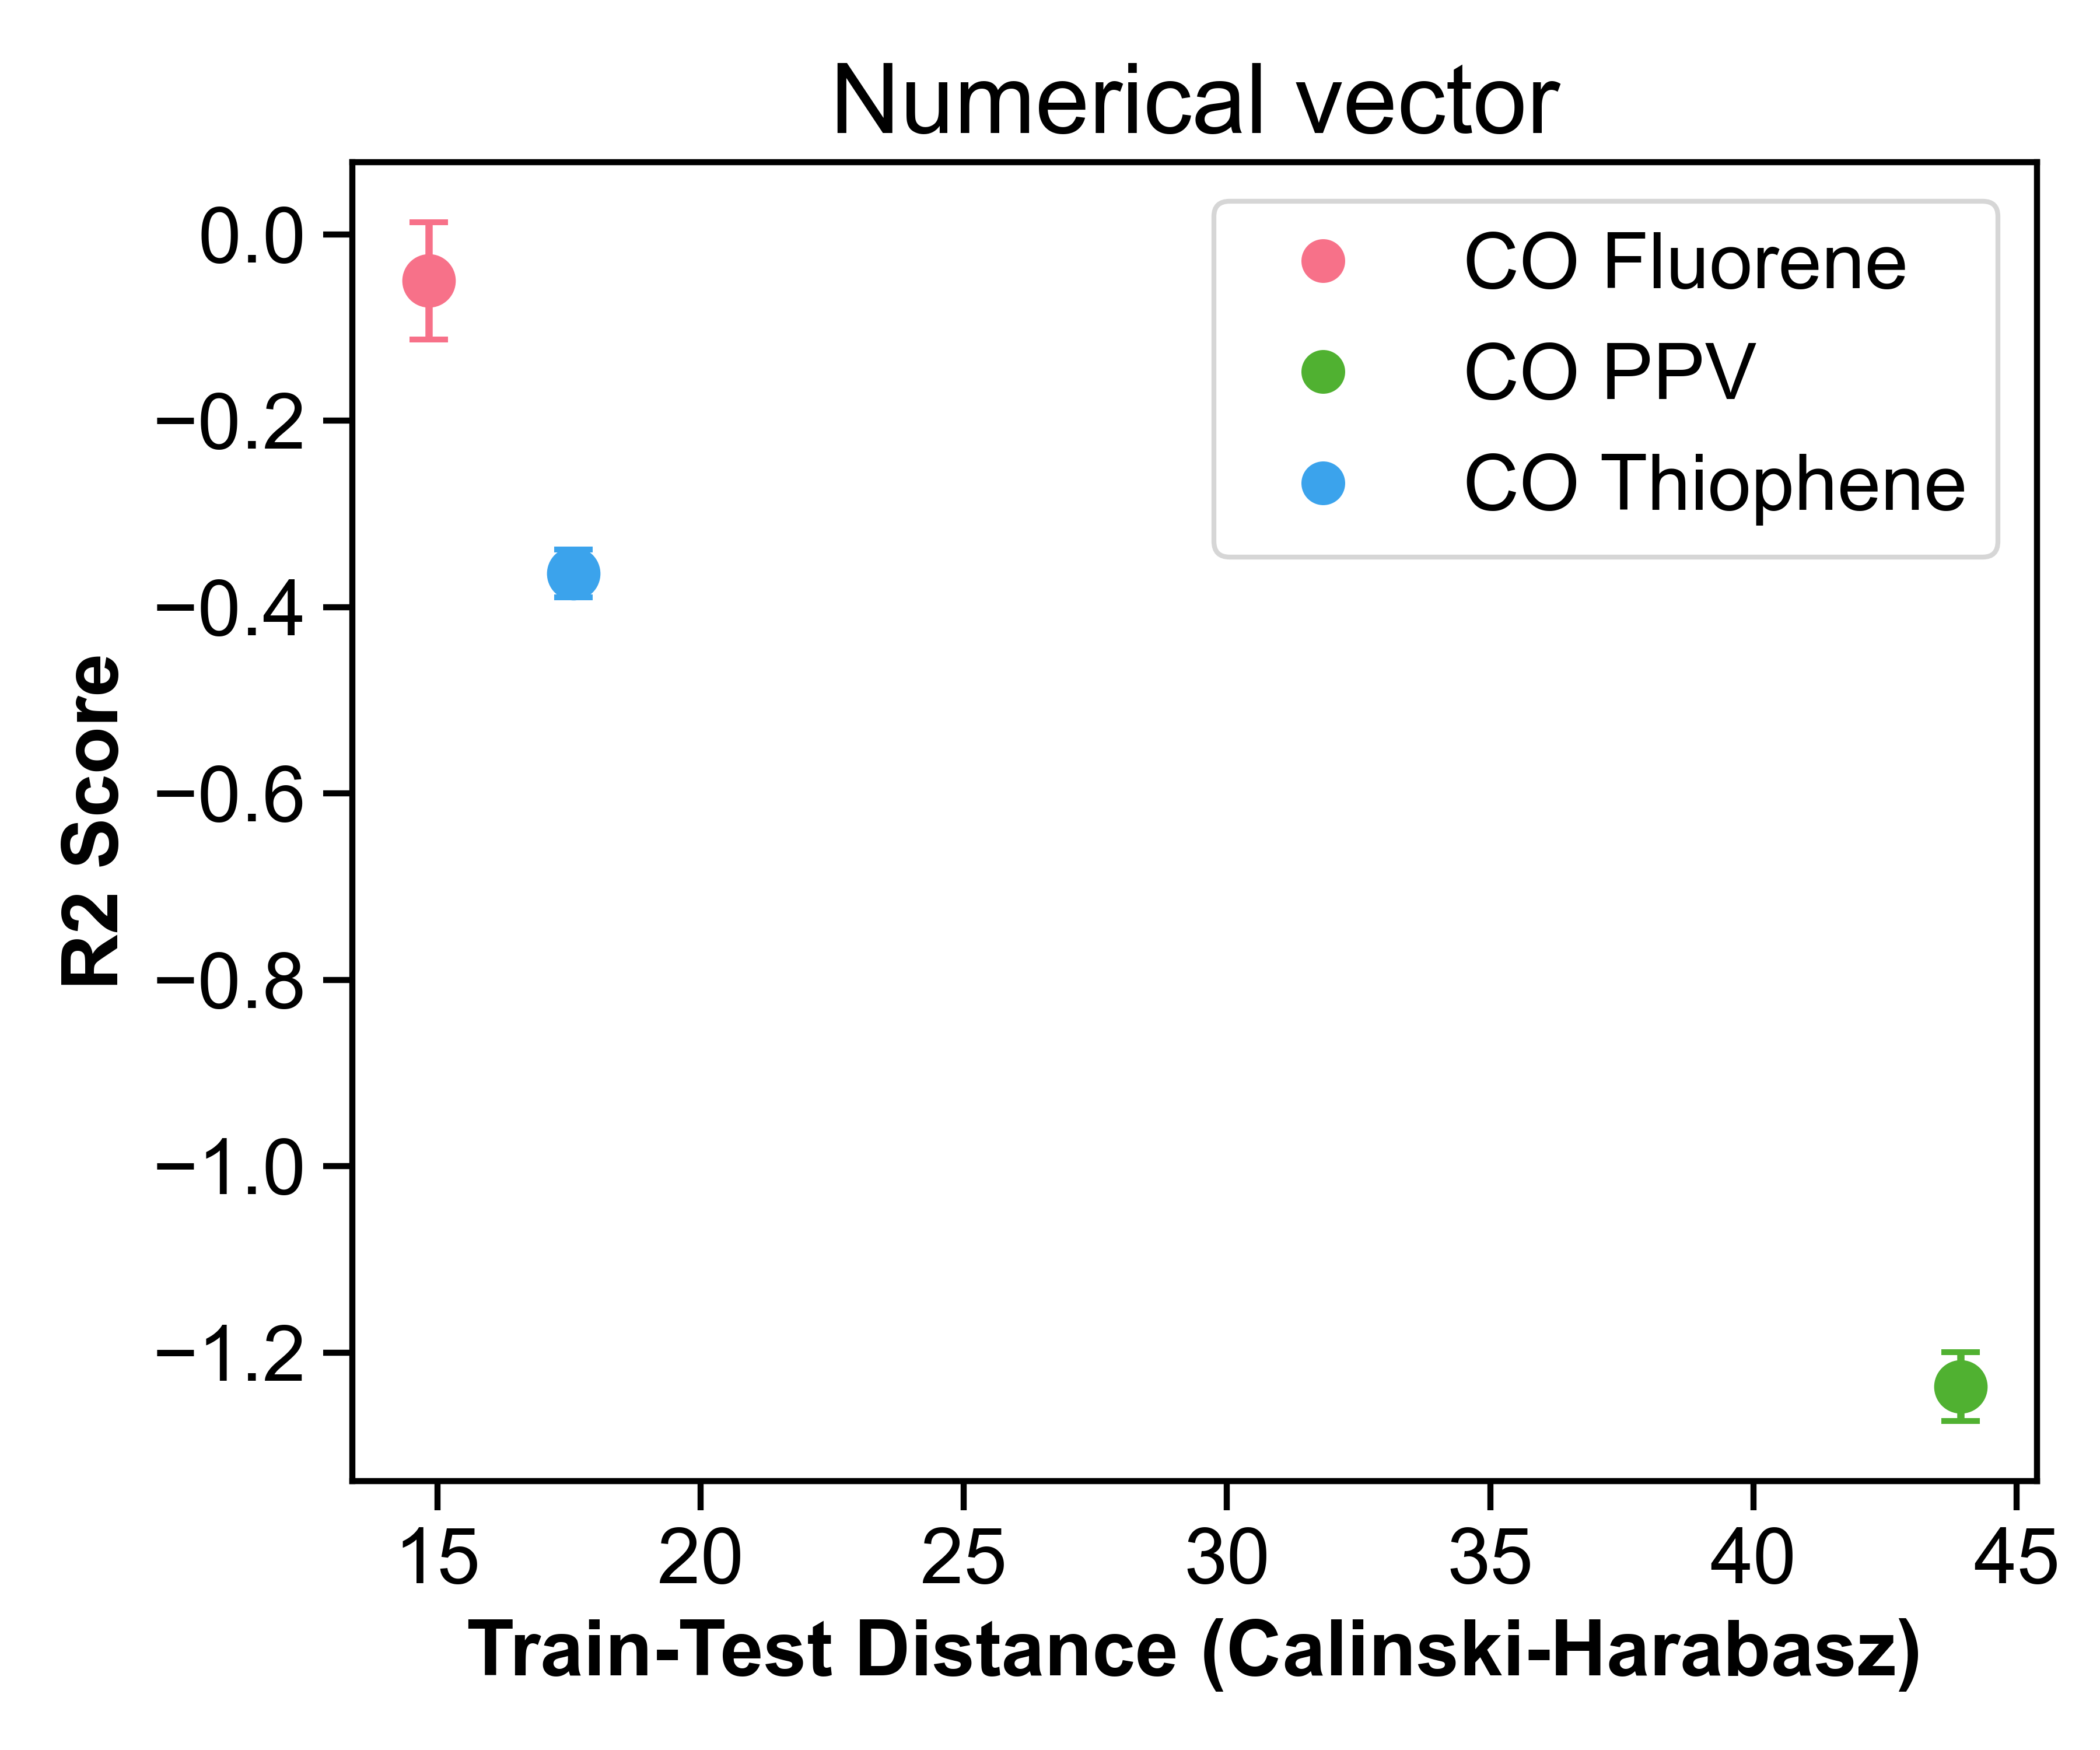 Numerical vector
CO Fluorene
CO PPV
CO Thiophene
R2 Score
0.0
−0.2
−0.4
−0.6
−0.8
−1.0
−1.2
15 20 25 30 35 40 45
Train-Test Distance (Calinski-Harabasz)